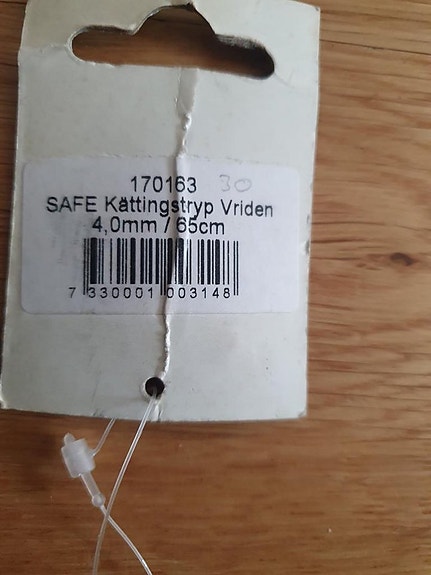 170163 30
SAFE Kättingstryp Vriden
4,0mm / 65cm
7 330001 003148